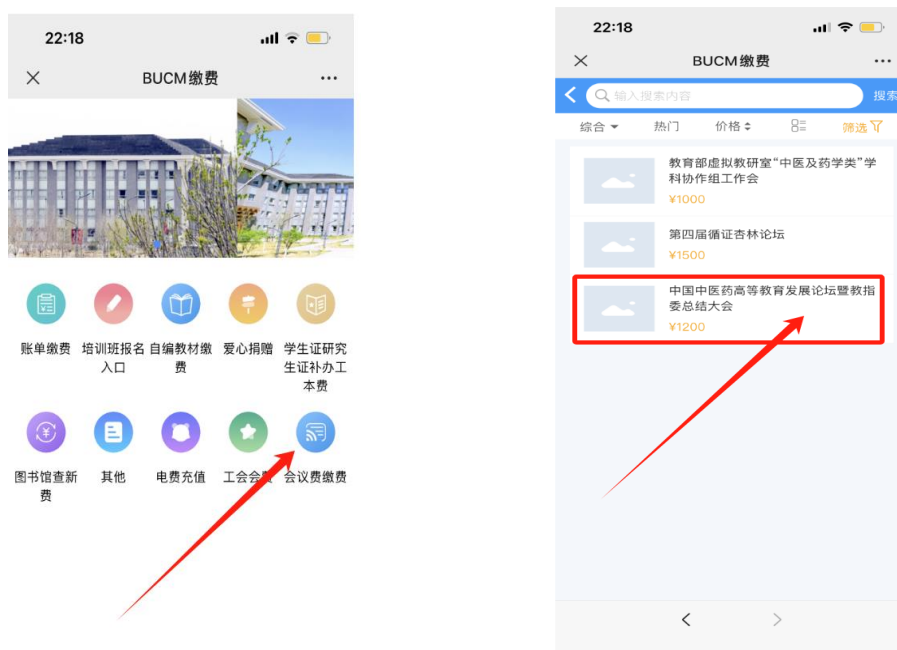 22:18
BUCM缴费
账单缴费
培训班报名
入口
自编教材缴
费
爱心捐赠
学生证研究
生证补办工
本费
图书馆查新
费
其他
电费充值
工会会费
会议费缴费
22:18
BUCM缴费
输入搜索内容
搜索
综合
热门
价格
筛选
教育部虚拟教研室“中医及药学类”学
科协作组工作会
¥1000
第四届循证杏林论坛
¥1500
中国中医药高等教育发展论坛暨教指
委总结大会
¥1200